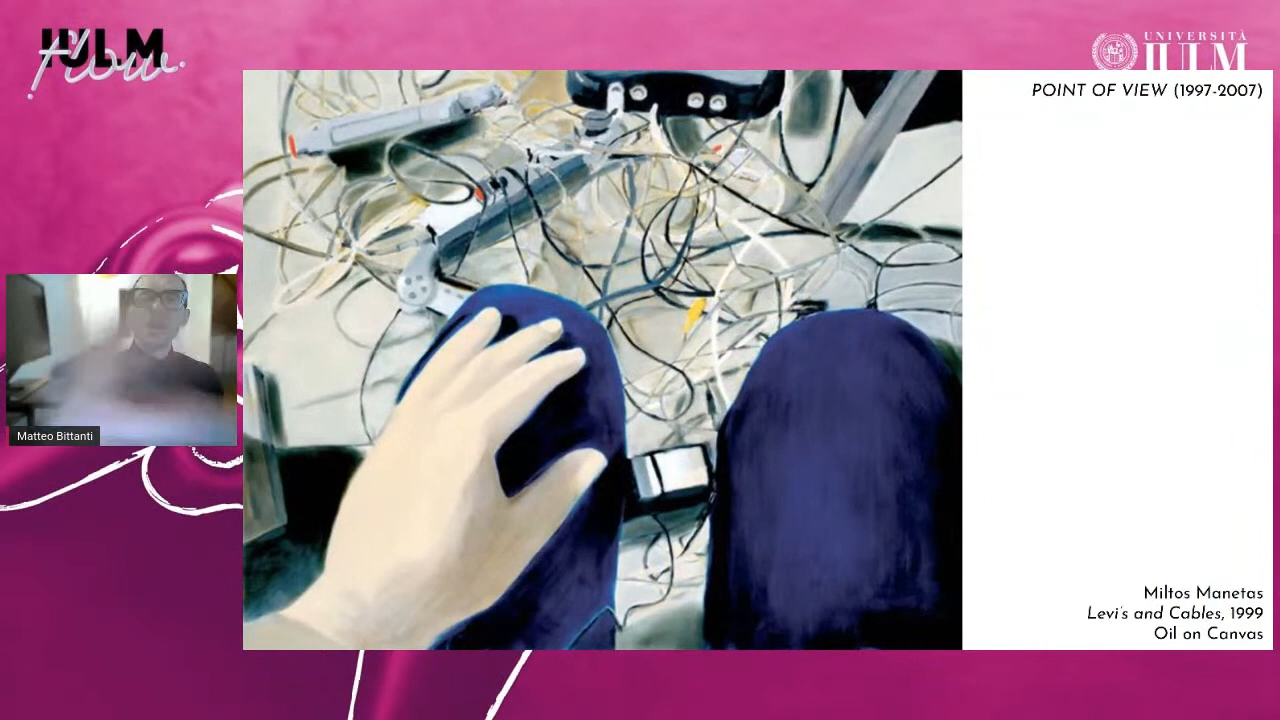 IULM
flow.
UNIVERSITÀ
IULM
POINT OF VIEW (1997-2007)
Matteo Bittanti
Miltos Manetas
Levi's and Cables, 1999
Oil on Canvas